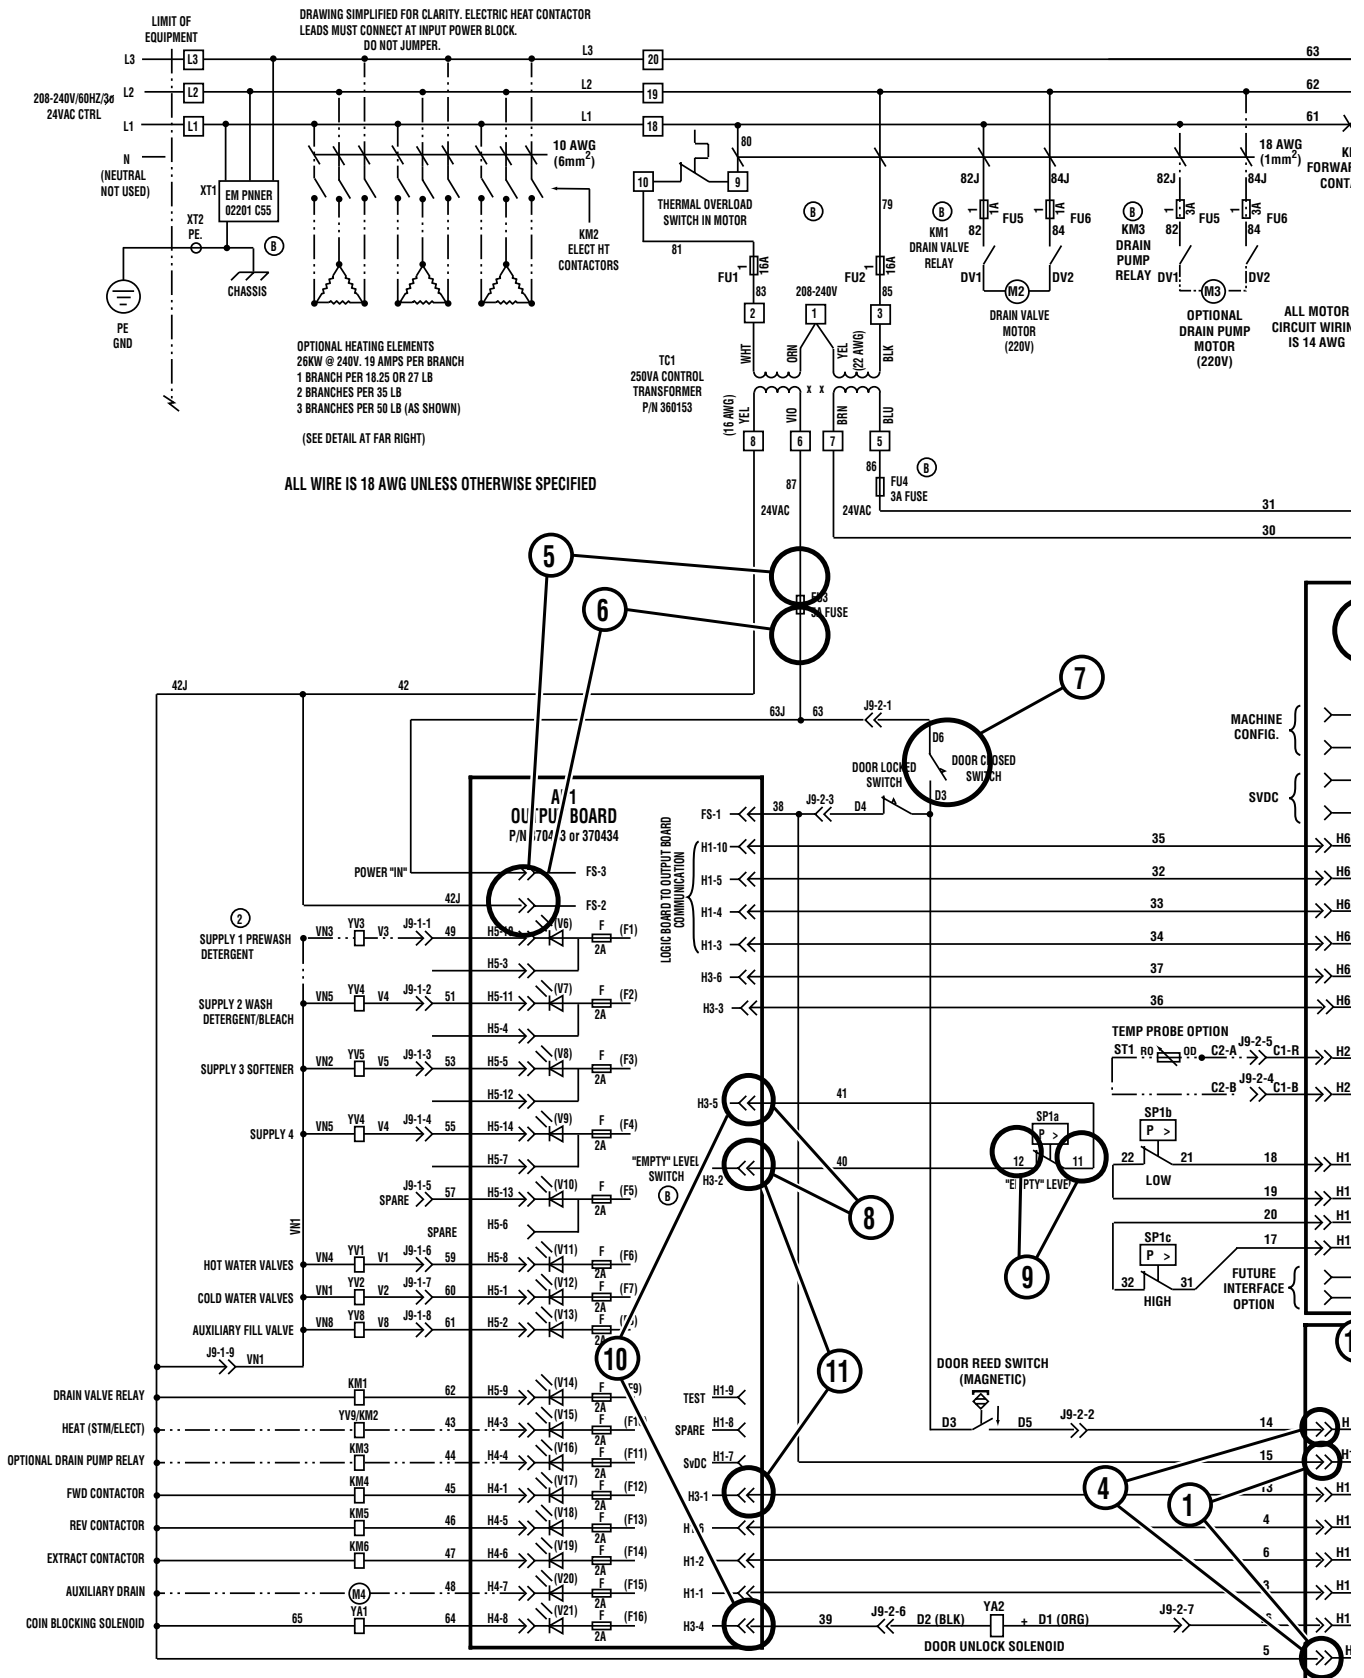 LIMIT OF
EQUIPMENT
DRAWING SIMPLIFIED FOR CLARITY. ELECTRIC HEAT CONTACTOR
LEADS MUST CONNECT AT INPUT POWER BLOCK.
DO NOT JUMPER.
L3 L3 L3 20 63
208-240V/60HZ/3ø
24VAC CTRL
L2 L2 L2 19 62
L1 L1 L1 18 61
N
(NEUTRAL
NOT USED)
XT1
EM PNNER
02201 C55
XT2
PE.
B
CHASSIS
PE
GND
10 AWG
(6mm²)
KM2
ELECT HT
CONTACTORS
80
10
9
THERMAL OVERLOAD
SWITCH IN MOTOR
B
79
81
18 AWG
(1mm²)
FORWAR
CONTA
82J 84J 82J 84J
B
KM1
DRAIN VALVE
RELAY
1 1A FU5
1 1A FU6
82 84
DV1 DV2
M2
DRAIN VALVE
MOTOR
(220V)
B
KM3
DRAIN
PUMP
RELAY
1 3A FU5
1 3A FU6
82 84
DV1 DV2
M3
OPTIONAL
DRAIN PUMP
MOTOR
(220V)
ALL MOTOR
CIRCUIT WIRIN
IS 14 AWG
FU1 1 16A
FU2 1 16A
83 208-240V 85
2 1 3
WHT ORN YEL (22 AWG) BLK
TC1
250VA CONTROL
TRANSFORMER
P/N 360153
X X
(16 AWG) YEL VIO BRN BLU
8 6 7 5
87
86
FU4
3A FUSE
B
24VAC 24VAC
31
30
OPTIONAL HEATING ELEMENTS
26KW @ 240V. 19 AMPS PER BRANCH
1 BRANCH PER 18.25 OR 27 LB
2 BRANCHES PER 35 LB
3 BRANCHES PER 50 LB (AS SHOWN)
(SEE DETAIL AT FAR RIGHT)
ALL WIRE IS 18 AWG UNLESS OTHERWISE SPECIFIED
5
6
FUSE
7
42J 42
63J 63 J9-2-1
D6
DOOR CLOSED
SWITCH
D3
DOOR LOCKED
SWITCH
MACHINE
CONFIG.
SVDC
OUTPUT BOARD
or 370434
FS-1 38 J9-2-3 D4
LOGIC BOARD TO OUTPUT BOARD
COMMUNICATION
H1-10 35 H6
H1-5 32 H6
H1-4 33 H6
H1-3 34 H6
H3-6 37 H6
H3-3 36 H6
POWER "IN" FS-3
42J FS-2
2
SUPPLY 1 PREWASH
DETERGENT
VN3 YV3 V3 J9-1-1 49 (V6) F 2A (F1)
H5-3
SUPPLY 2 WASH
DETERGENT/BLEACH
VN5 YV4 V4 J9-1-2 51 H5-11 (V7) F 2A (F2)
H5-4
SUPPLY 3 SOFTENER
VN2 YV5 V5 J9-1-3 53 H5-5 (V8) F 2A (F3)
H5-12
SUPPLY 4
VN5 YV4 V4 J9-1-4 55 H5-14 (V9) F 2A (F4)
H5-7
SPARE J9-1-5 57 H5-13 (V10) F 2A (F5)
SPARE H5-6
VN1
HOT WATER VALVES VN4 YV1 V1 J9-1-6 59 H5-8 (V11) F 2A (F6)
COLD WATER VALVES VN1 YV2 V2 J9-1-7 60 H5-1 (V12) F 2A (F7)
AUXILIARY FILL VALVE VN8 YV8 V8 J9-1-8 61 H5-2 (V13) F
J9-1-9 VN1
TEMP PROBE OPTION
ST1 RO OD C2-A J9-2-5 C1-R H2
C2-B J9-2-4 C1-B H2
H3-5 41
"EMPTY" LEVEL
SWITCH
B
H3-2 40
SP1a
P >
12 11
SP1b
P >
22 21 18 H1
LOW
19 H1
20 H1
SP1c
P >
17 H1
32 31
HIGH
FUTURE
INTERFACE
OPTION
8
9
10
11
DOOR REED SWITCH
(MAGNETIC)
D3 D5 J9-2-2 14
15
4
1
DRAIN VALVE RELAY KM1 62 H5-9 (V14) F 2A
TEST H1-9
HEAT (STM/ELECT) YV9/KM2 43 H4-3 (V15) F 2A
SPARE H1-8
OPTIONAL DRAIN PUMP RELAY KM3 44 H4-4 (V16) F 2A (F11)
SvDC H1-7
FWD CONTACTOR KM4 45 H4-1 (V17) F 2A (F12)
H3-1 H1
REV CONTACTOR KM5 46 H4-5 (V18) F 2A (F13)
4 H1
EXTRACT CONTACTOR KM6 47 H4-6 (V19) F 2A (F14)
H1-2 6 H1
AUXILIARY DRAIN M4 48 H4-7 (V20) F 2A (F15)
H1-1 H1
COIN BLOCKING SOLENOID 65 YA1 64 H4-8 (V21) F 2A (F16)
H3-4 39 J9-2-6 D2 (BLK) YA2 + D1 (ORG) J9-2-7 H1
DOOR UNLOCK SOLENOID
5